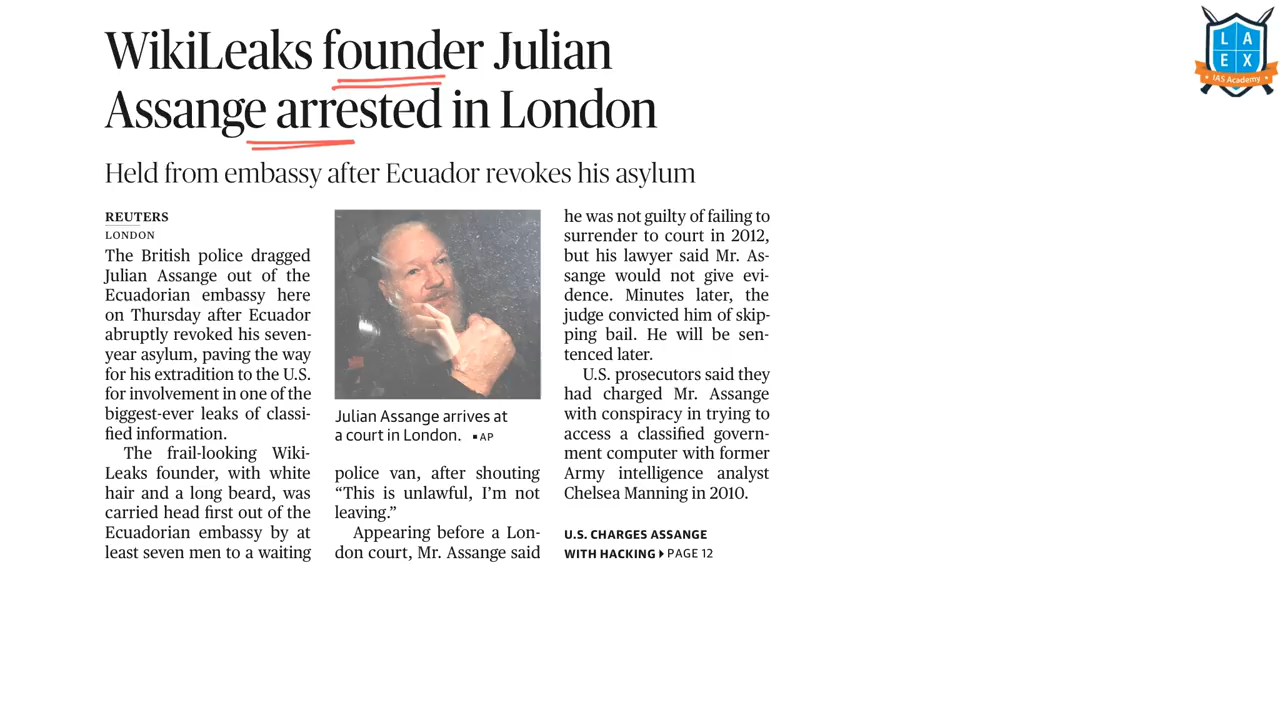 WikiLeaks founder Julian
Assange arrested in London
Held from embassy after Ecuador revokes his asylum
REUTERS
LONDON
The British police dragged
Julian Assange out of the
Ecuadorian embassy here
on Thursday after Ecuador
abruptly revoked his seven-
year asylum, paving the way
for his extradition to the U.S.
for involvement in one of the
biggest-ever leaks of classi-
fied information.
The frail-looking Wiki-
Leaks founder, with white
hair and a long beard, was
carried head first out of the
Ecuadorian embassy by at
least seven men to a waiting
Julian Assange arrives at
a court in London. ▪AP
police van, after shouting
“This is unlawful, I’m not
leaving.”
Appearing before a Lon-
don court, Mr. Assange said
he was not guilty of failing to
surrender to court in 2012,
but his lawyer said Mr. As-
sange would not give evi-
dence. Minutes later, the
judge convicted him of skip-
ping bail. He will be sen-
tenced later.
U.S. prosecutors said they
had charged Mr. Assange
with conspiracy in trying to
access a classified govern-
ment computer with former
Army intelligence analyst
Chelsea Manning in 2010.
U.S. CHARGES ASSANGE
WITH HACKING ▸ PAGE 12
L A
E X
IAS Academy